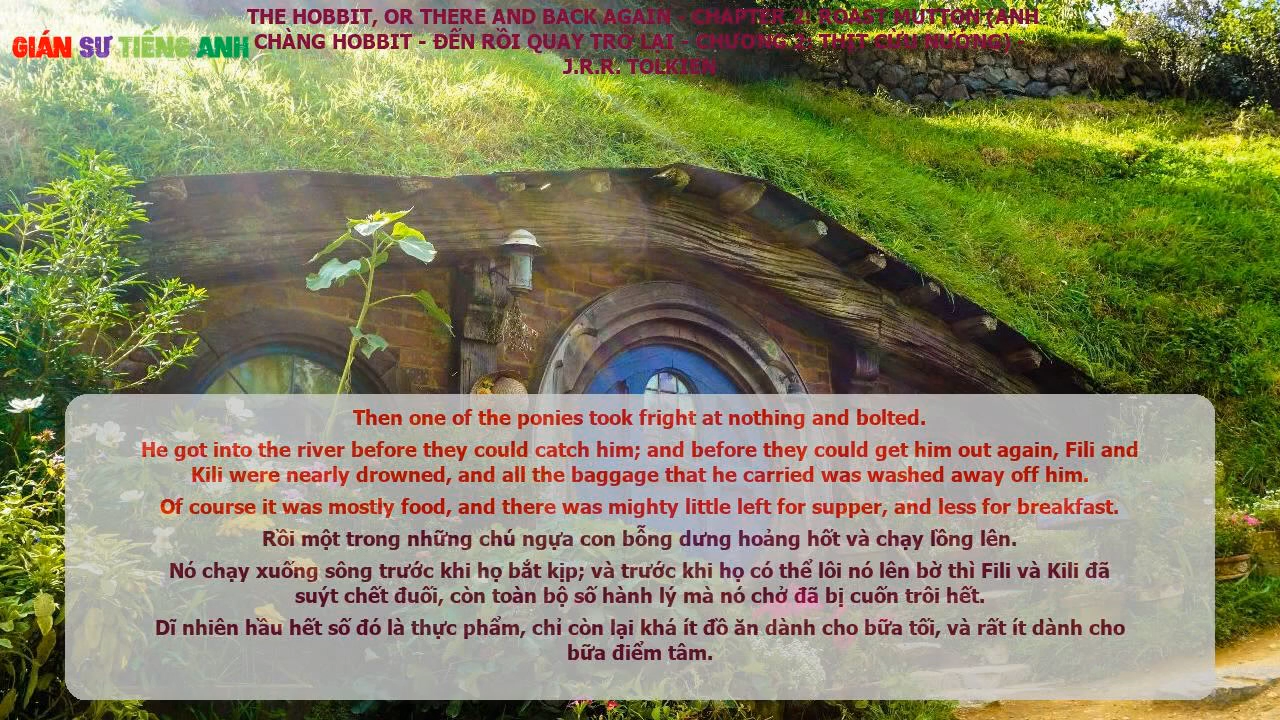 THE HOBBIT, OR THERE AND BACK AGAIN - CHAPTER 2: ROAST MUTTON (ANH
CHÀNG HOBBIT - ĐẾN RỒI QUAY TRỞ LẠI - CHƯƠNG 2: THỊT CỪU NƯỚNG) -
J.R.R. TOLKIEN
GIÁN SỨ TIẾNG ANH
Then one of the ponies took fright at nothing and bolted.
He got into the river before they could catch him; and before they could get him out again, Fili and
Kili were nearly drowned, and all the baggage that he carried was washed away off him.
Of course it was mostly food, and there was mighty little left for supper, and less for breakfast.
Rồi một trong những chú ngựa con bỗng dưng hoảng hốt và chạy lồng lên.
Nó chạy xuống sông trước khi họ bắt kịp; và trước khi họ có thể lôi nó lên bờ thì Fili và Kili đã
suýt chết đuối, còn toàn bộ số hành lý mà nó chở đã bị cuốn trôi hết.
Dĩ nhiên hầu hết số đó là thực phẩm, chỉ còn lại khá ít đồ ăn dành cho bữa tối, và rất ít dành cho
bữa điểm tâm.